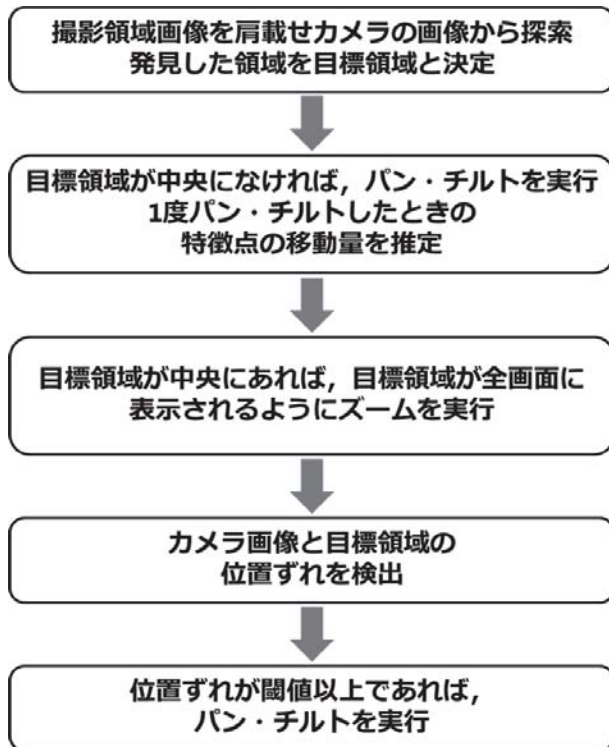 撮影領域画像を肩載せカメラの画像から探索
発見した領域を目標領域と決定
目標領域が中央になければ，パン・チルトを実行
1度パン・チルトしたときの
特徴点の移動量を推定
目標領域が中央にあれば，目標領域が全画面に
表示されるようにズームを実行
カメラ画像と目標領域の
位置ずれを検出
位置ずれが閾値以上であれば，
パン・チルトを実行